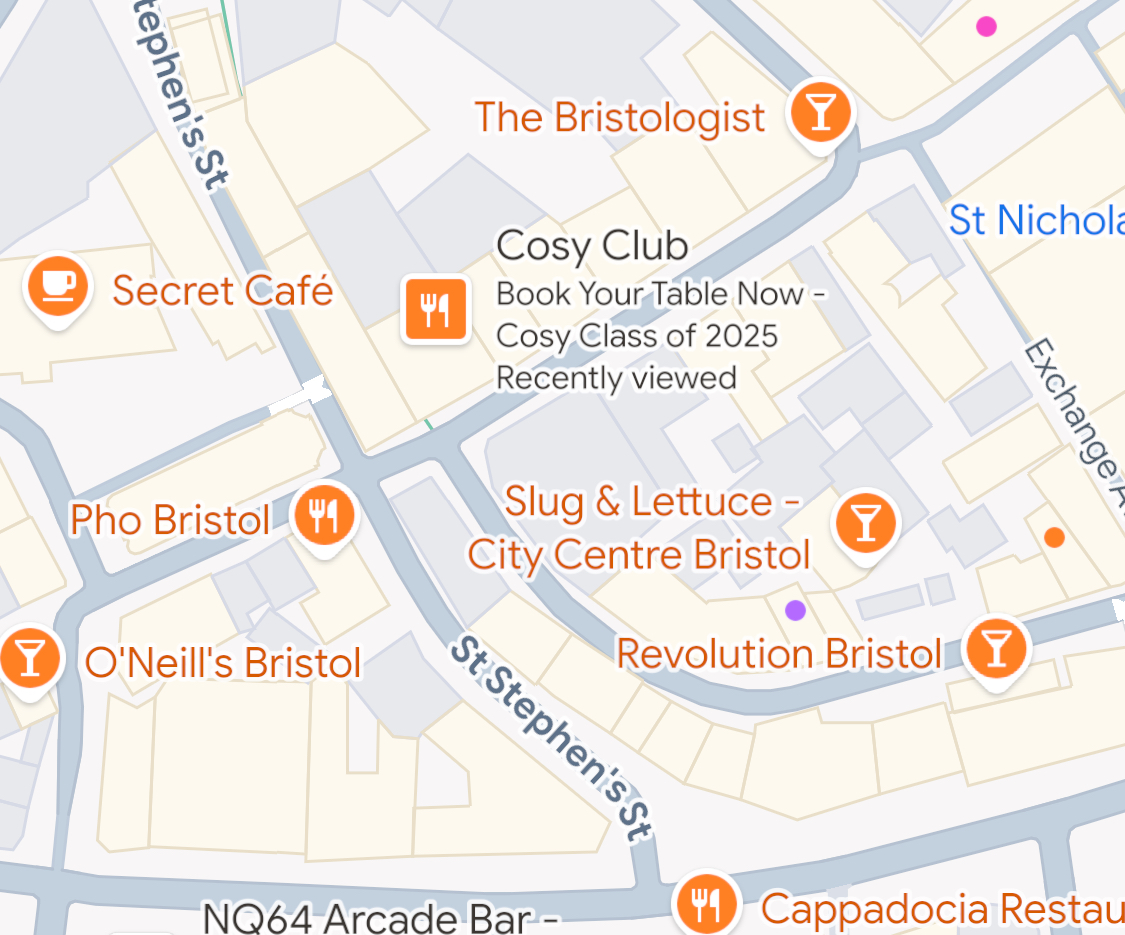 tephen's St
The Bristologist
St Nichola
Cosy Club
Book Your Table Now -
Cosy Class of 2025
Recently viewed
Secret Café
Exchange A
Slug & Lettuce -
City Centre Bristol
Pho Bristol
Revolution Bristol
O'Neill's Bristol
St Stephen's St
Cappadocia Restau
NQ64 Arcade Bar -